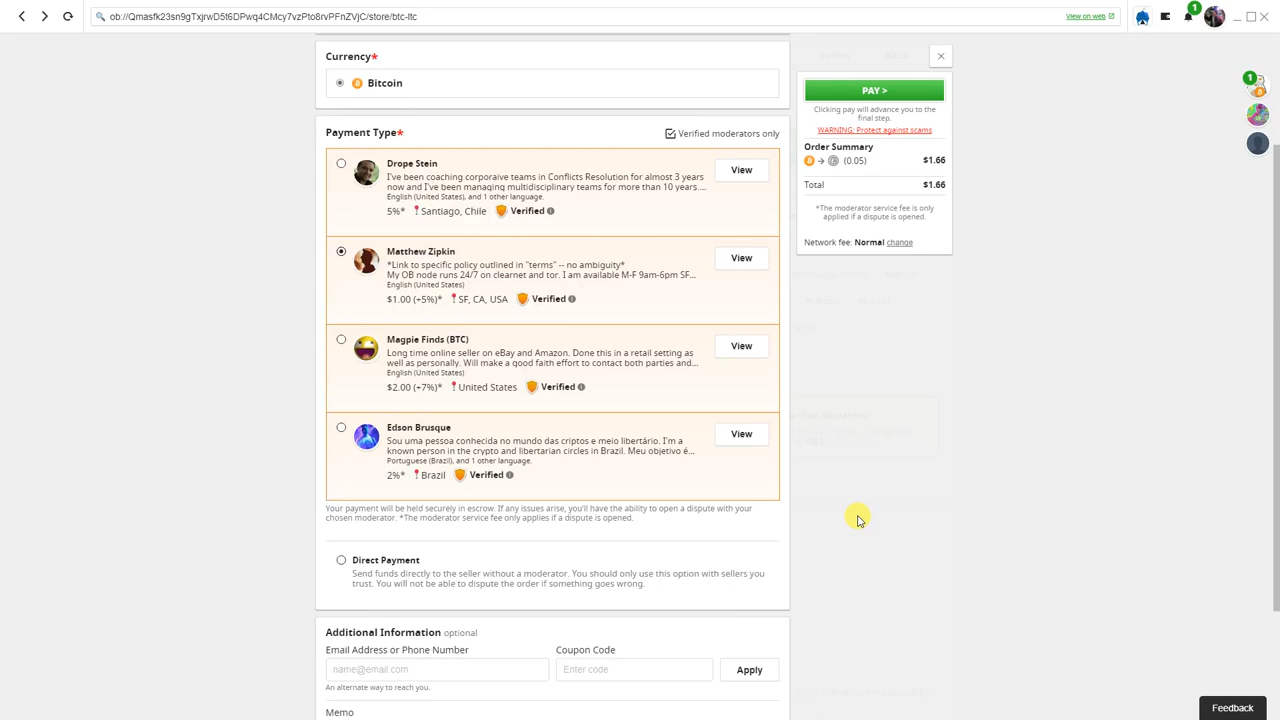 ob://Qmasfk23sn9gTxjrwD5t6DPwq4CMcy7vzPto8rvPFnZVjC/store/btc-ltc
View on web
1
Currency*
Bitcoin
Payment Type*
Verified moderators only
Drope Stein
I've been coaching corporaive teams in Conflicts Resolution for almost 3 years
now and I've been managing multidisciplinary teams for more than 10 years....
English (United States), and 1 other language.
5%* Santiago, Chile Verified
View
Matthew Zipkin
*Link to specific policy outlined in "terms" -- no ambiguity*
My OB node runs 24/7 on clearnet and tor. I am available M-F 9am-6pm SF...
English (United States)
$1.00 (+5%)* SF, CA, USA Verified
View
Magpie Finds (BTC)
Long time online seller on eBay and Amazon. Done this in a retail setting as
well as personally. Will make a good faith effort to contact both parties and...
English (United States)
$2.00 (+7%)* United States Verified
View
Edson Brusque
Sou uma pessoa conhecida no mundo das criptos e meio libertário. I'm a
known person in the crypto and libertarian circles in Brazil. Meu objetivo é...
Portuguese (Brazil), and 1 other language.
2%* Brazil Verified
View
Your payment will be held securely in escrow. If any issues arise, you'll have the ability to open a dispute with your
chosen moderator. *The moderator service fee only applies if a dispute is opened.
Direct Payment
Send funds directly to the seller without a moderator. You should only use this option with sellers you
trust. You will not be able to dispute the order if something goes wrong.
Additional Information optional
Email Address or Phone Number
Coupon Code
name@email.com
Enter code
Apply
An alternate way to reach you.
Memo
PAY >
Clicking pay will advance you to the
final step.
WARNING: Protect against scams
Order Summary
(0.05) $1.66
Total $1.66
*The moderator service fee is only
applied if a dispute is opened.
Network fee: Normal change
1
Feedback